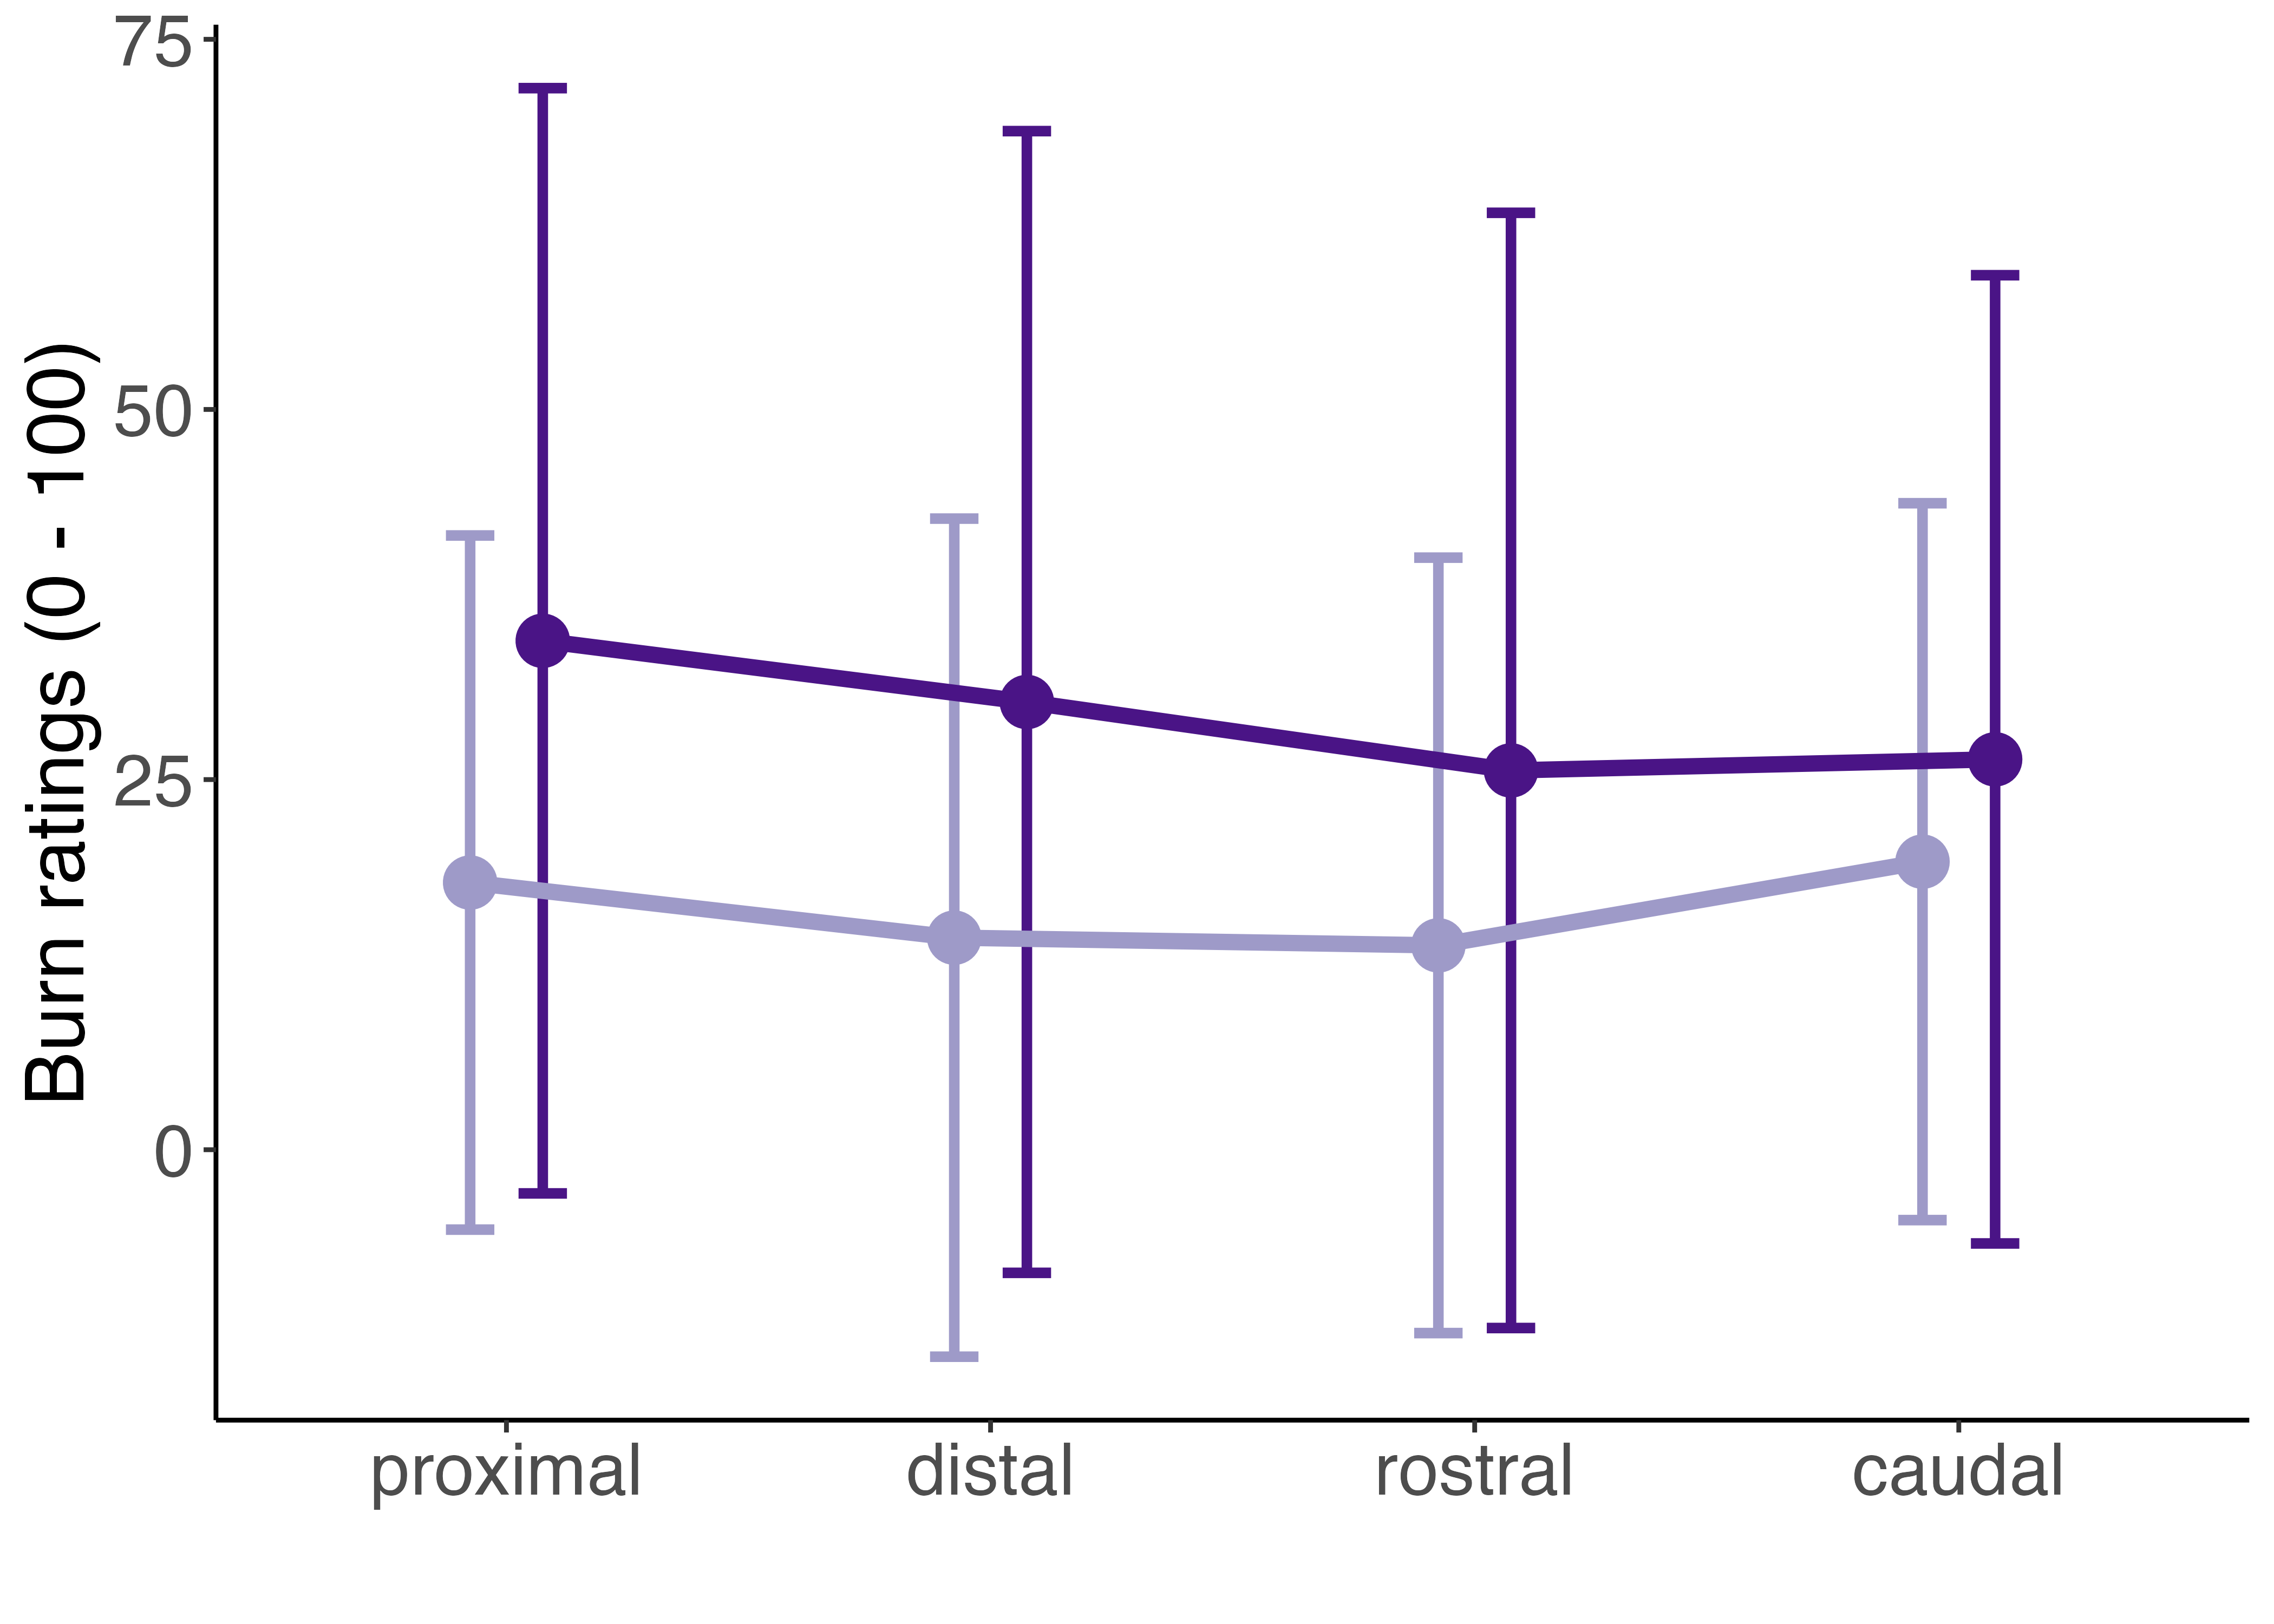 Burn ratings (0 - 100)
75
50
25
0
proximal
distal
rostral
caudal